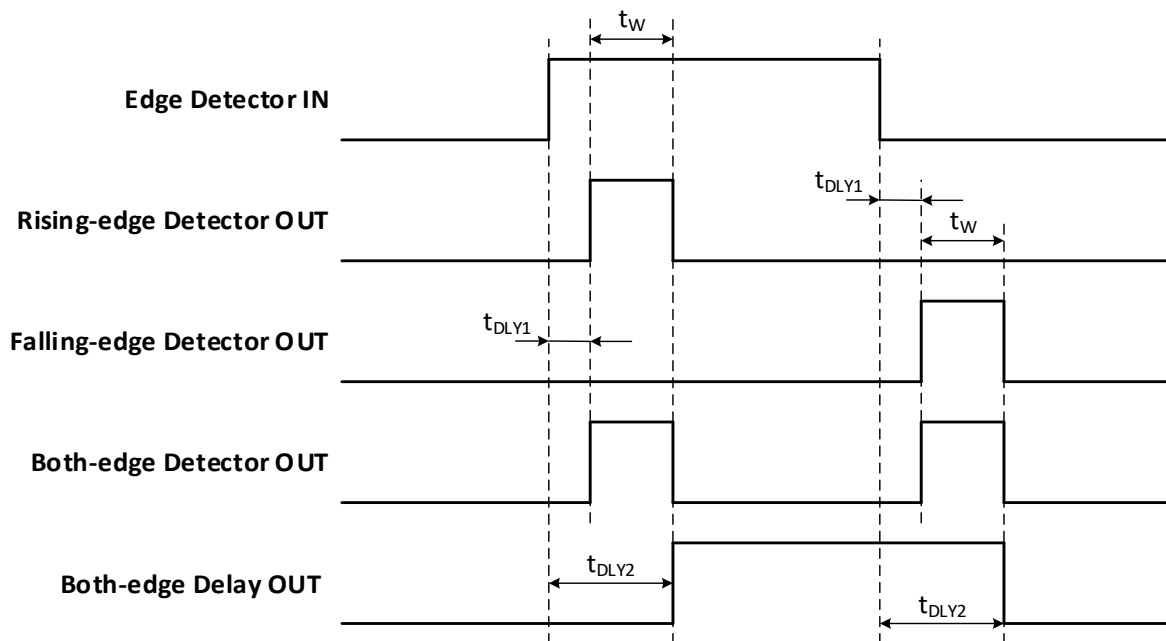 tW
Edge Detector IN
tDLY1
Rising-edge Detector OUT
tW
tDLY1
Falling-edge Detector OUT
Both-edge Detector OUT
Both-edge Delay OUT
tDLY2
tDLY2